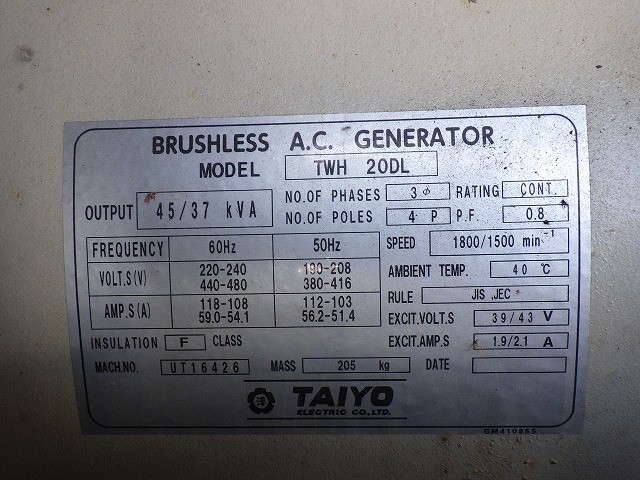 BRUSHLESS A.C. GENERATOR
MODEL TWH 20DL
OUTPUT 45/37 kVA
NO.OF PHASES 3φ RATING CONT.
NO.OF POLES 4 P P.F. 0.8
FREQUENCY 60Hz 50Hz
VOLT.S(V) 220-240 190-208
440-480 380-416
AMP.S(A) 118-108 112-103
59.0-54.1 56.2-51.4
SPEED 1800/1500 min⁻¹
AMBIENT TEMP. 40 ℃
RULE JIS,JEC
EXCIT.VOLT.S 39/43 V
EXCIT.AMP.S 1.9/2.1 A
INSULATION F CLASS
MACH.NO. UT16426 MASS 205 kg DATE
TAIYO
ELECTRIC CO.,LTD.
GM410855